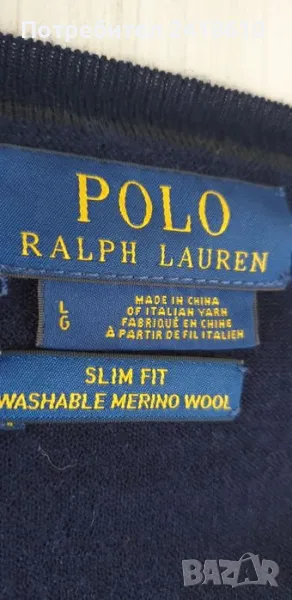 POLO
RALPH LAUREN
L
G
MADE IN CHINA
OF ITALIAN YARN
FABRIQUÉ EN CHINE
À PARTIR DE FIL ITALIEN
SLIM FIT
WASHABLE MERINO WOOL
bazar